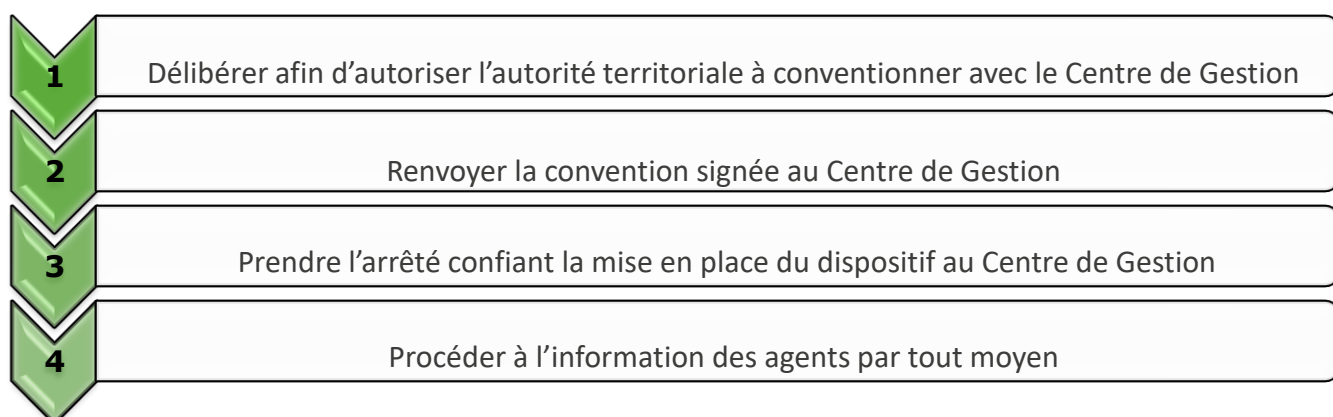 1
Délibérer afin d’autoriser l’autorité territoriale à conventionner avec le Centre de Gestion
2
Renvoyer la convention signée au Centre de Gestion
3
Prendre l’arrêté confiant la mise en place du dispositif au Centre de Gestion
4
Procéder à l’information des agents par tout moyen